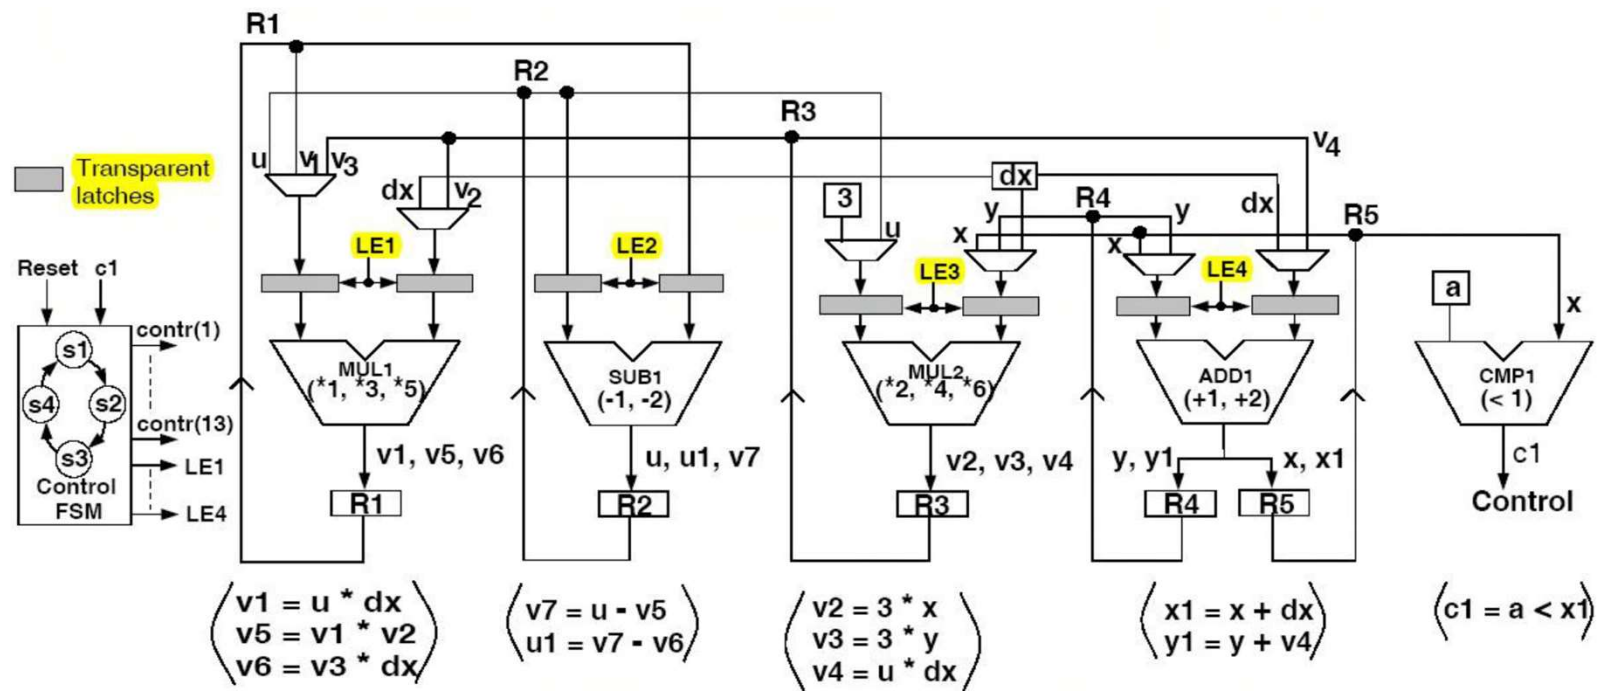 R1
R2
R3
v4
u v1 v3
Transparent
latches
dx v2
3
dx
u
x y
R4
y
x
dx
R5
LE1
LE2
LE3
LE4
a
x
Reset c1
contr(1)
s1
s4 s2
s3
contr(13)
LE1
LE4
Control
FSM
MUL1
(*1, *3, *5)
SUB1
(-1, -2)
MUL2
(*2, *4, *6)
ADD1
(+1, +2)
CMP1
(< 1)
v1, v5, v6
u, u1, v7
v2, v3, v4
y, y1
x, x1
c1
Control
R1
R2
R3
R4
R5
v1 = u * dx
v5 = v1 * v2
v6 = v3 * dx
v7 = u - v5
u1 = v7 - v6
v2 = 3 * x
v3 = 3 * y
v4 = u * dx
x1 = x + dx
y1 = y + v4
c1 = a < x1